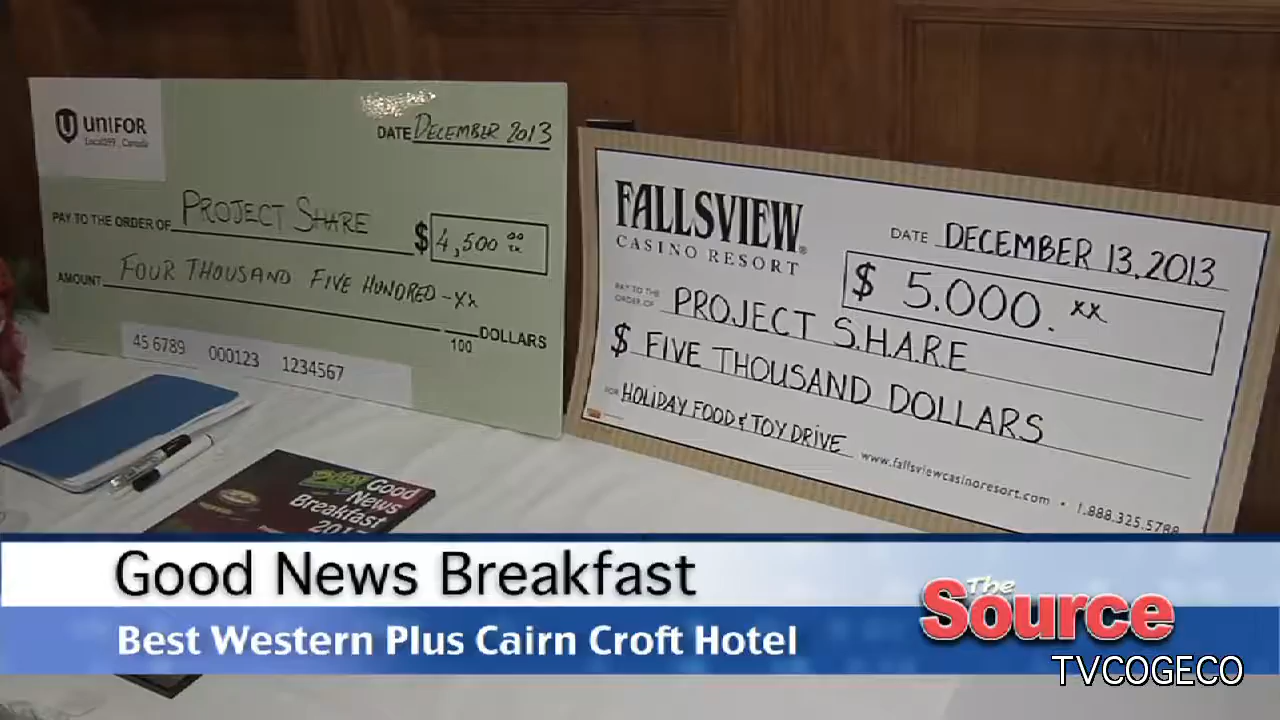 UNIFOR
Canada
DATE DECEMBER 2013
PAY TO THE ORDER OF PROJECT SHARE $ 4,500 00 xx
AMOUNT FOUR THOUSAND FIVE HUNDRED -xx
100 DOLLARS
45 6789 000123 1234567
FALLSVIEW
CASINO RESORT
DATE DECEMBER 13, 2013
$ 5.000. xx
PAY TO THE
ORDER OF PROJECT S.H.A.R.E
$ FIVE THOUSAND DOLLARS
FOR HOLIDAY FOOD & TOY DRIVE
www.fallsviewcasinoresort.com • 1.888.325.5788
Good
News
Breakfast
Good News Breakfast
Best Western Plus Cairn Croft Hotel
The
Source
TVCOGECO